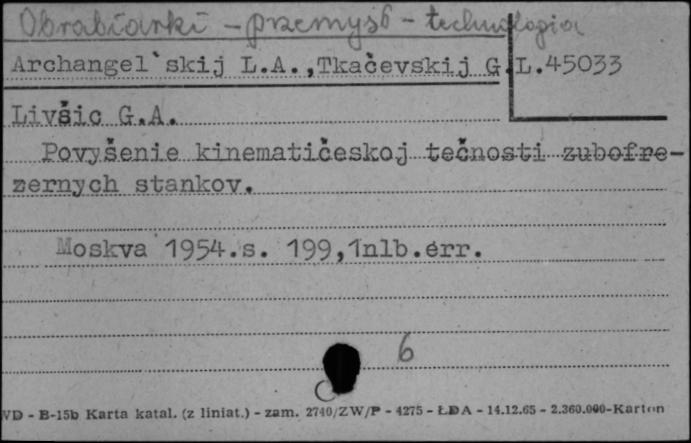 Obrabiarki - przemysł - technologia
Archangel`skij L.A.,Tkačevskij G.L.45033
Livšic G.A.
Povyšenie kinematičeskoj tečnosti zubofre-
zernych stankov.
Moskva 1954.s. 199,1nlb.err.
6
VD - B-15b Karta katal. (z liniat.) - zam. 2740/ZW/P - 4275 - ŁDA - 14.12.65 - 2.360.000-Karton